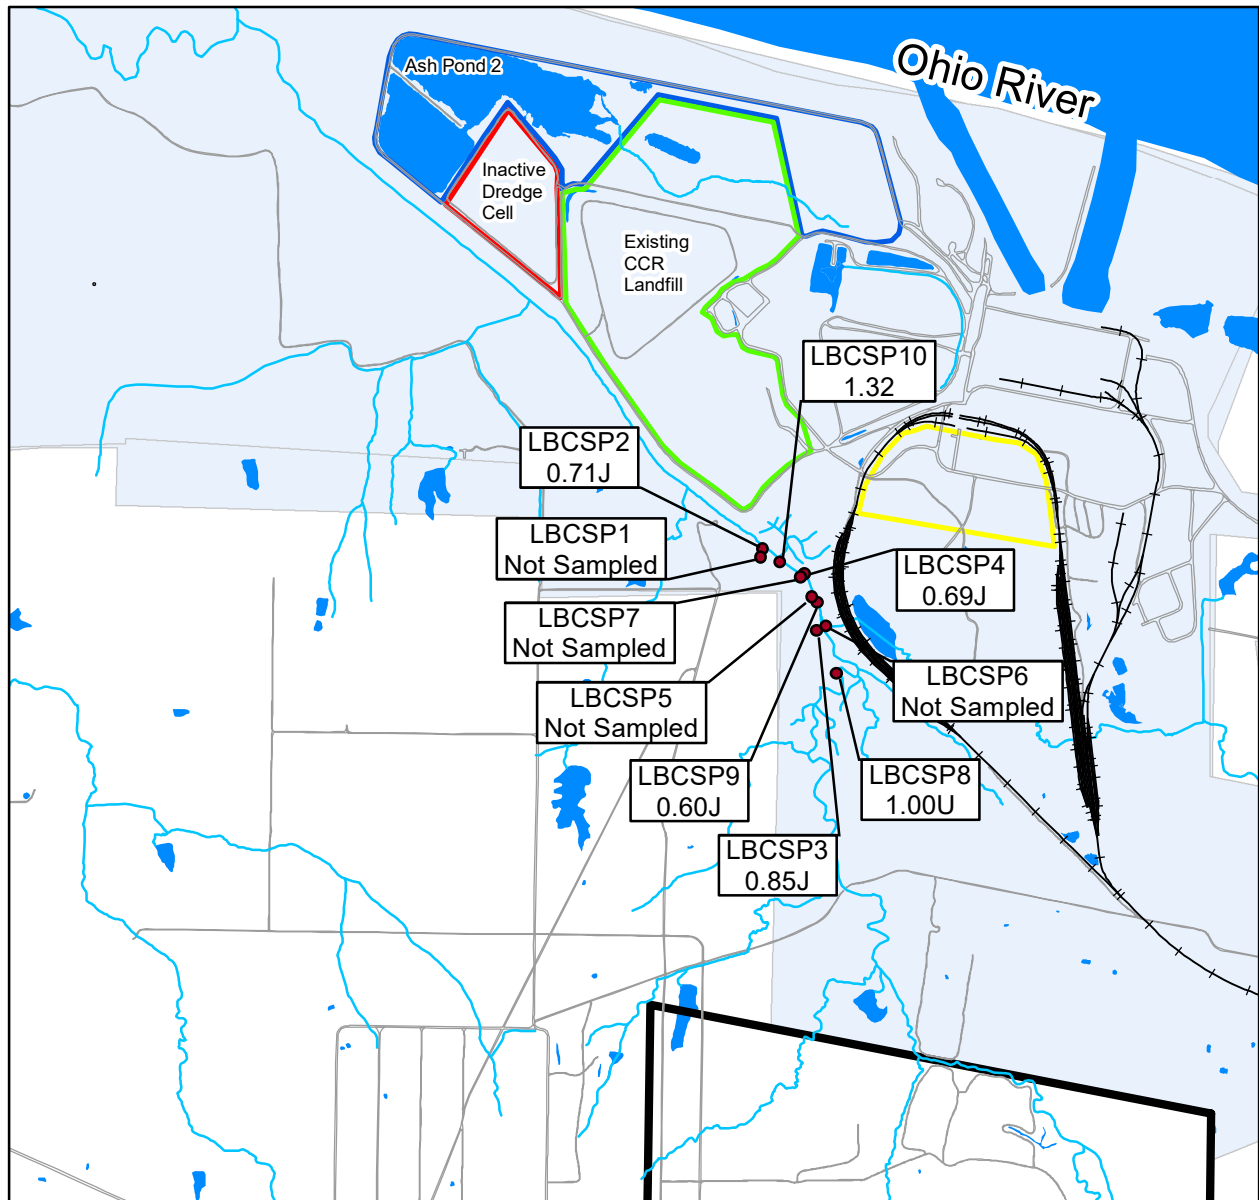 Ohio River
Ash Pond 2
Inactive
Dredge
Cell
Existing
CCR
Landfill
LBCSP10
1.32
LBCSP2
0.71J
LBCSP1
Not Sampled
LBCSP4
0.69J
LBCSP7
Not Sampled
LBCSP6
Not Sampled
LBCSP5
Not Sampled
LBCSP9
0.60J
LBCSP8
1.00U
LBCSP3
0.85J